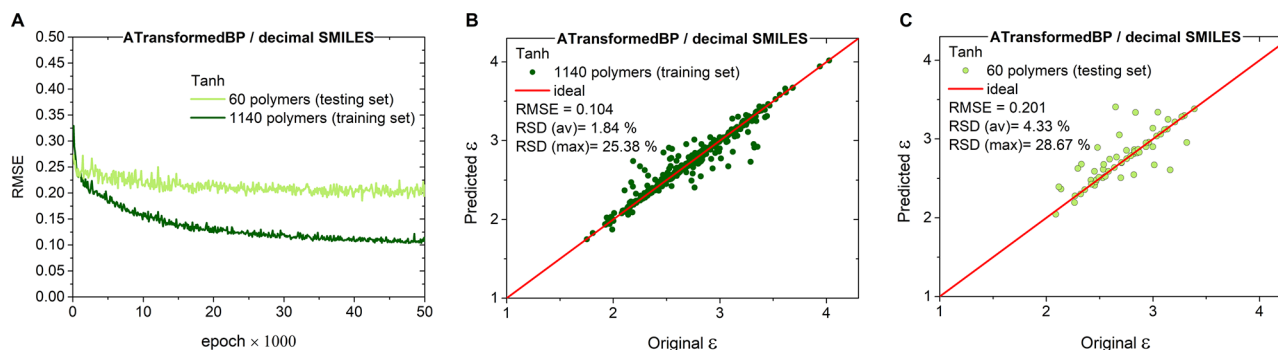 A
ATransformedBP / decimal SMILES
Tanh
60 polymers (testing set)
1140 polymers (training set)
RMSE
0.50
0.45
0.40
0.35
0.30
0.25
0.20
0.15
0.10
0.05
0.00
0 10 20 30 40 50
epoch × 1000
B
ATransformedBP / decimal SMILES
Tanh
1140 polymers (training set)
ideal
RMSE = 0.104
RSD (av)= 1.84 %
RSD (max)= 25.38 %
Predicted ε
4
3
2
1
1 2 3 4
Original ε
C
ATransformedBP / decimal SMILES
Tanh
60 polymers (testing set)
ideal
RMSE = 0.201
RSD (av)= 4.33 %
RSD (max)= 28.67 %
Predicted ε
4
3
2
1
1 2 3 4
Original ε